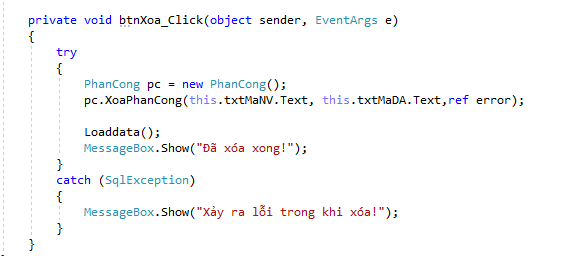 private void btnXoa_Click(object sender, EventArgs e)
{
try
{
PhanCong pc = new PhanCong();
pc.XoaPhanCong(this.txtMaNV.Text, this.txtMaDA.Text,ref error);
Loaddata();
MessageBox.Show("Đã xóa xong!");
}
catch (SqlException)
{
MessageBox.Show("Xảy ra lỗi trong khi xóa!");
}
}